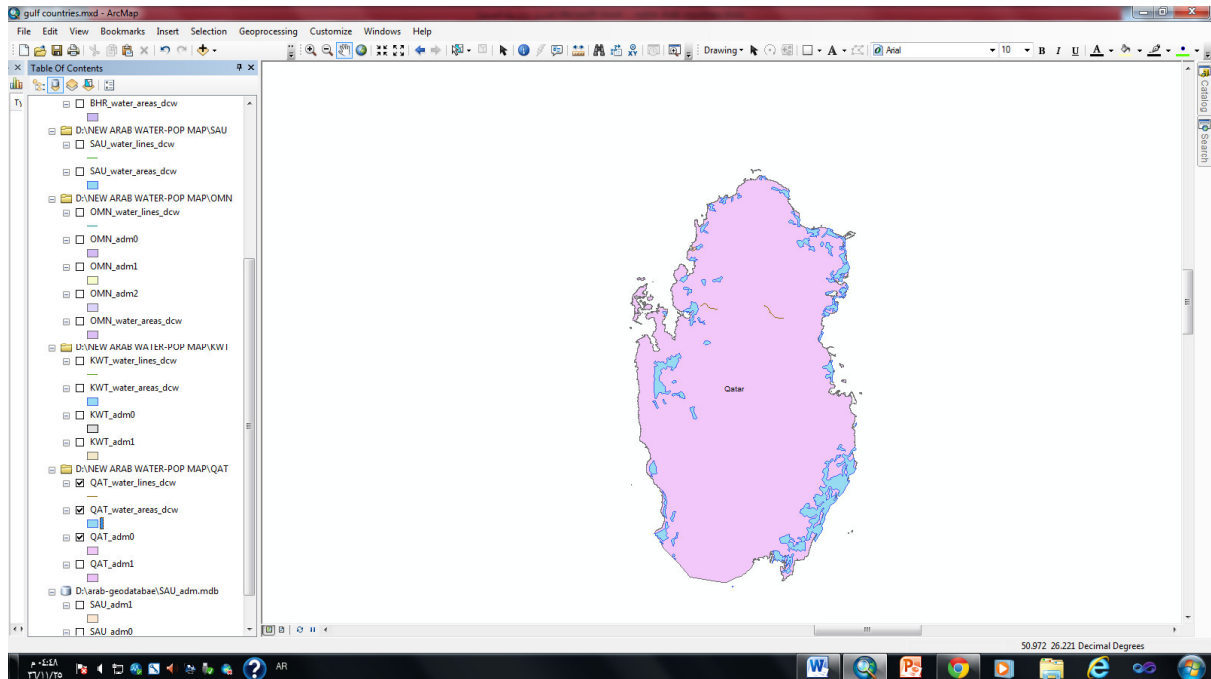 gulf countries.mxd - ArcMap
File Edit View Bookmarks Insert Selection Geoprocessing Customize Windows Help
Drawing A Arial 10 B I U A
Table Of Contents
BHR_water_areas_dcw
D:\NEW ARAB WATER-POP MAP\SAU
SAU_water_lines_dcw
SAU_water_areas_dcw
D:\NEW ARAB WATER-POP MAP\OMN
OMN_water_lines_dcw
OMN_adm0
OMN_adm1
OMN_adm2
OMN_water_areas_dcw
D:\NEW ARAB WATER-POP MAP\KWT
KWT_water_lines_dcw
KWT_water_areas_dcw
KWT_adm0
KWT_adm1
D:\NEW ARAB WATER-POP MAP\QAT
QAT_water_lines_dcw
QAT_water_areas_dcw
QAT_adm0
QAT_adm1
D:\arab-geodatabae\SAU_adm.mdb
SAU_adm1
SAU_adm0
Qatar
Catalog
Search
50.972 26.221 Decimal Degrees
AR